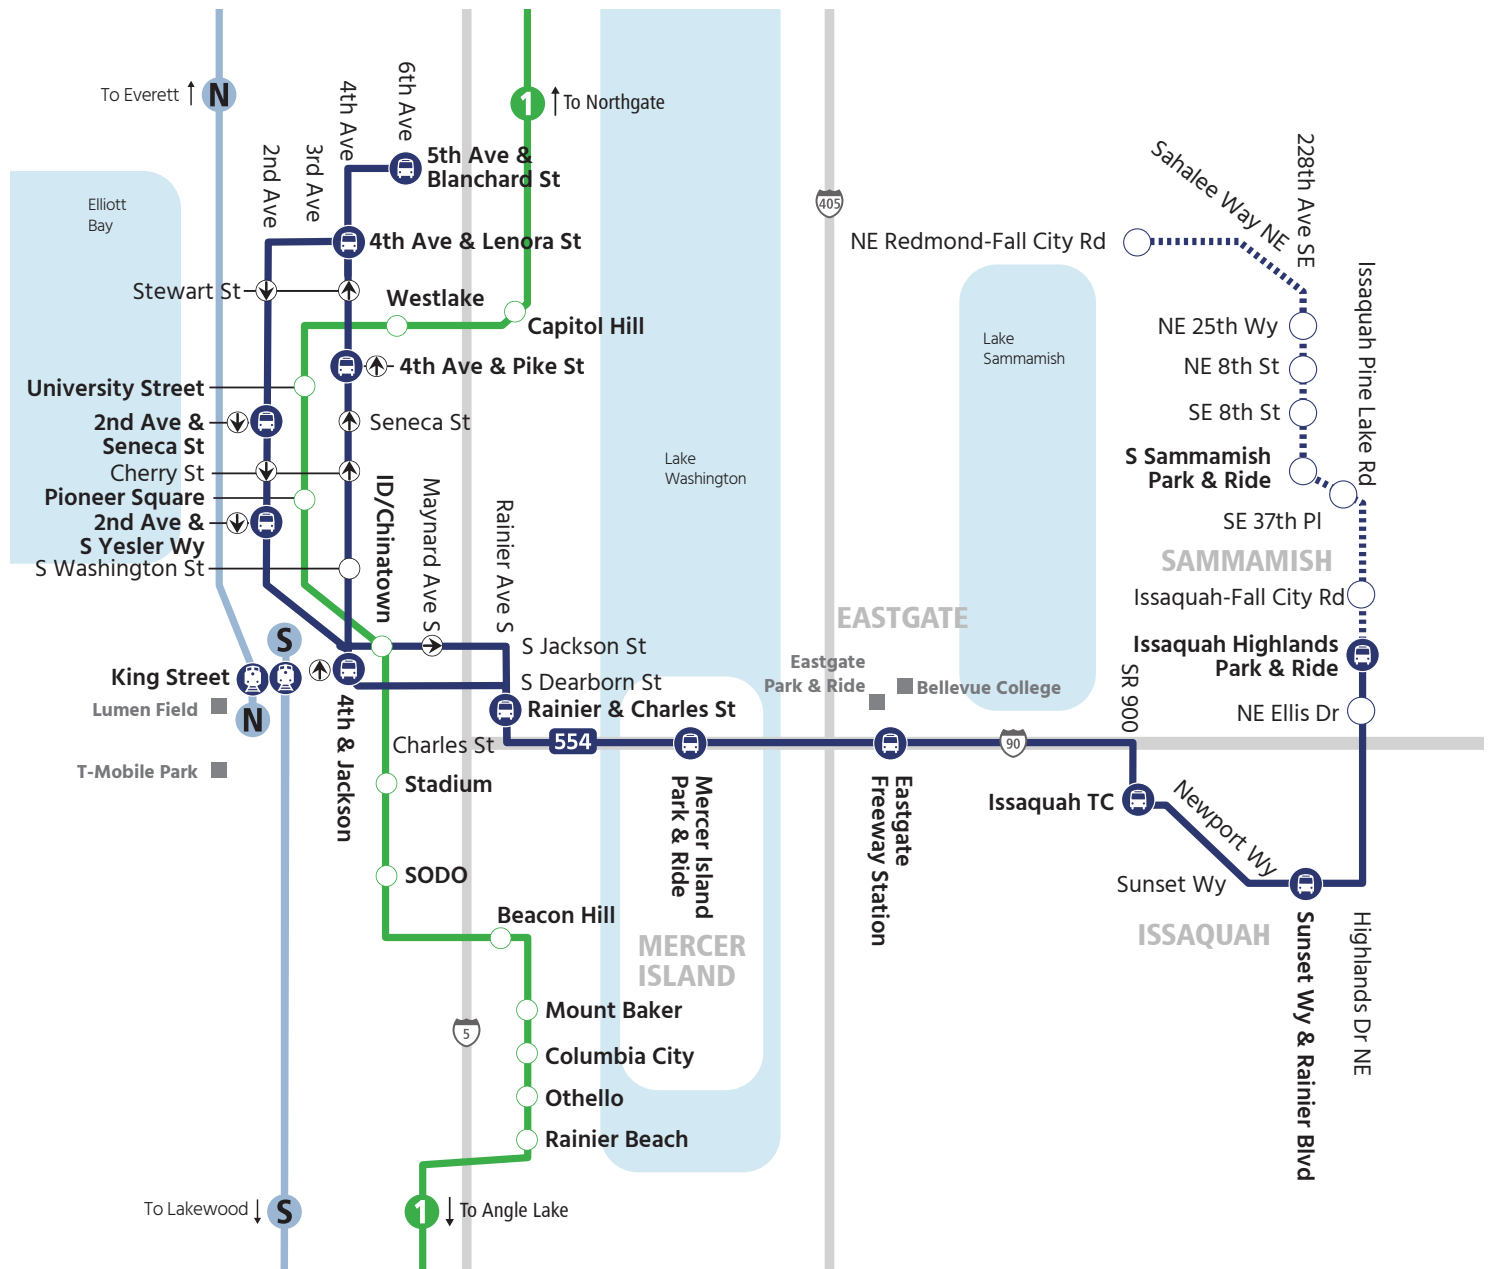 To Everett
N
2nd Ave
3rd Ave
4th Ave
6th Ave
1
To Northgate
5th Ave &
Blanchard St
Elliott
Bay
4th Ave & Lenora St
Stewart St
Westlake
Capitol Hill
4th Ave & Pike St
University Street
2nd Ave &
Seneca St
Seneca St
Cherry St
Pioneer Square
2nd Ave &
S Yesler Wy
S Washington St
ID/Chinatown
Maynard Ave S
Rainier Ave S
S
King Street
Lumen Field
N
T-Mobile Park
4th & Jackson
S Jackson St
S Dearborn St
Rainier & Charles St
Charles St
554
Stadium
SODO
Beacon Hill
Mount Baker
Columbia City
Othello
Rainier Beach
5
To Lakewood
S
1
To Angle Lake
Lake
Washington
Mercer Island
Park & Ride
MERCER
ISLAND
405
EASTGATE
Eastgate
Park & Ride
Bellevue College
Eastgate
Freeway Station
90
Lake
Sammamish
NE Redmond-Fall City Rd
Sahalee Way NE
228th Ave SE
Issaquah Pine Lake Rd
NE 25th Wy
NE 8th St
SE 8th St
S Sammamish
Park & Ride
SE 37th Pl
SAMMAMISH
Issaquah-Fall City Rd
Issaquah Highlands
Park & Ride
NE Ellis Dr
SR 900
Issaquah TC
Newport Wy
Sunset Wy
ISSAQUAH
Sunset Wy & Rainier Blvd
Highlands Dr NE